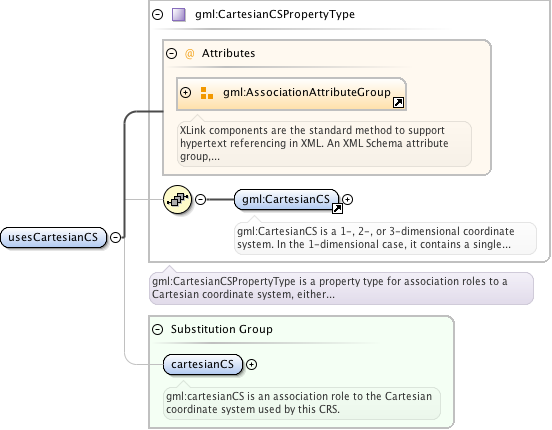 gml:CartesianCSPropertyType
@ Attributes
gml:AssociationAttributeGroup
XLink components are the standard method to support
hypertext referencing in XML. An XML Schema attribute
group,...
gml:CartesianCS
gml:CartesianCS is a 1-, 2-, or 3-dimensional coordinate
system. In the 1-dimensional case, it contains a single...
usesCartesianCS
gml:CartesianCSPropertyType is a property type for association roles to a
Cartesian coordinate system, either...
Substitution Group
cartesianCS
gml:cartesianCS is an association role to the Cartesian
coordinate system used by this CRS.